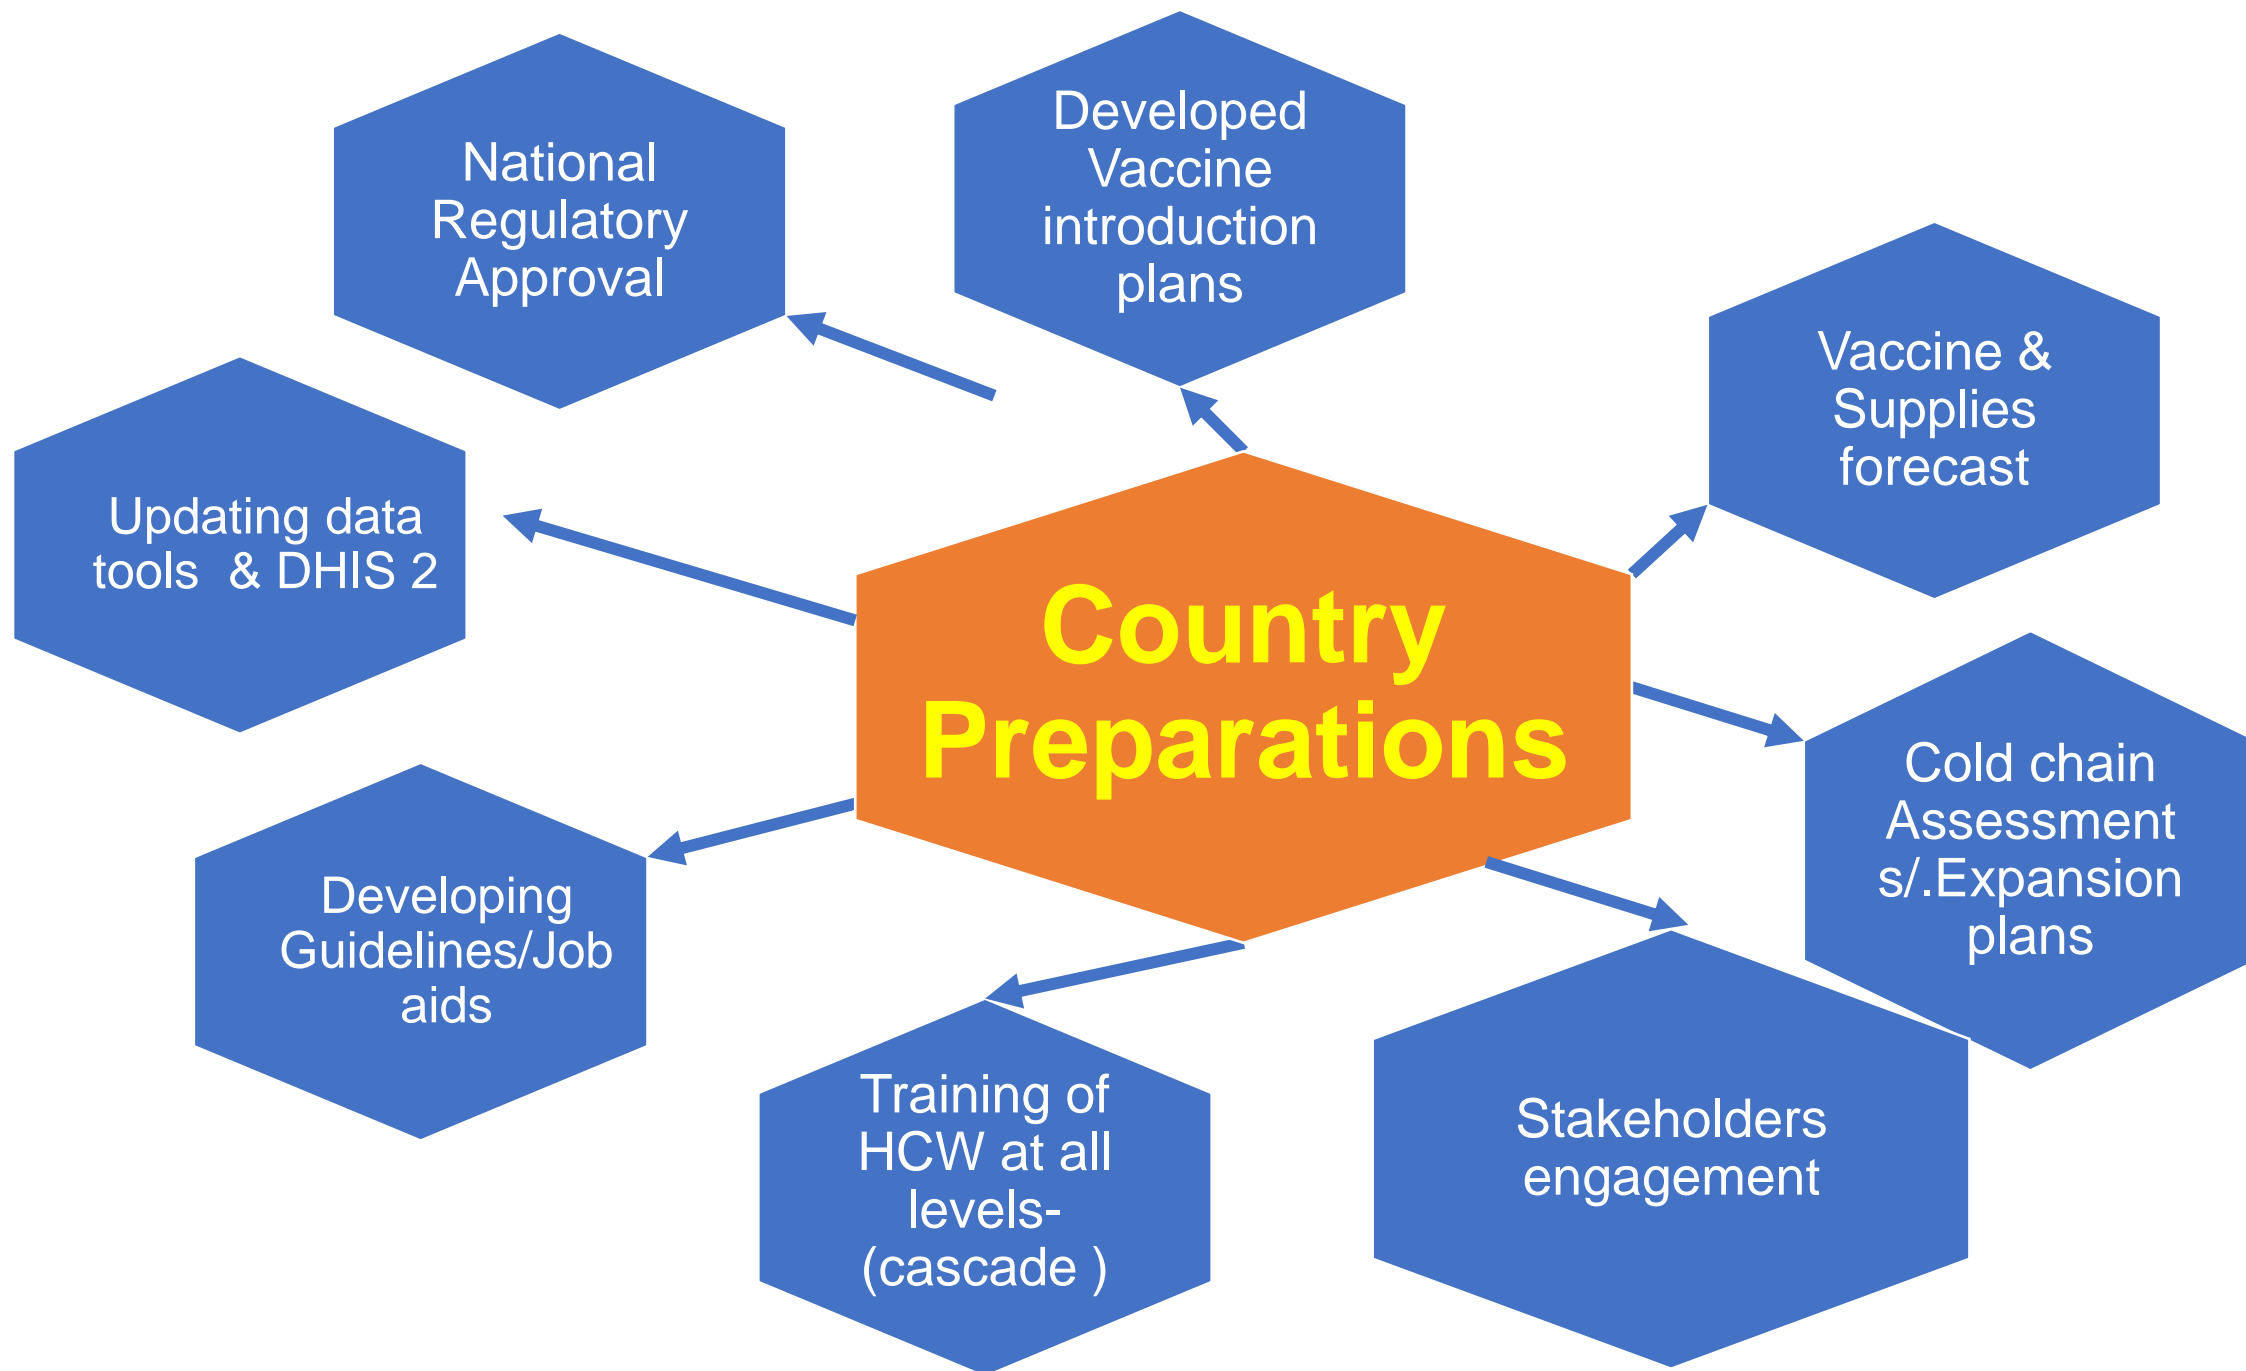 National
Regulatory
Approval
Developed
Vaccine
introduction
plans
Vaccine &
Supplies
forecast
Updating data
tools  & DHIS 2
Country
Preparations
Cold chain
Assessment
s/.Expansion
plans
Developing
Guidelines/Job
aids
Training of
HCW at all
levels-
(cascade )
Stakeholders
engagement